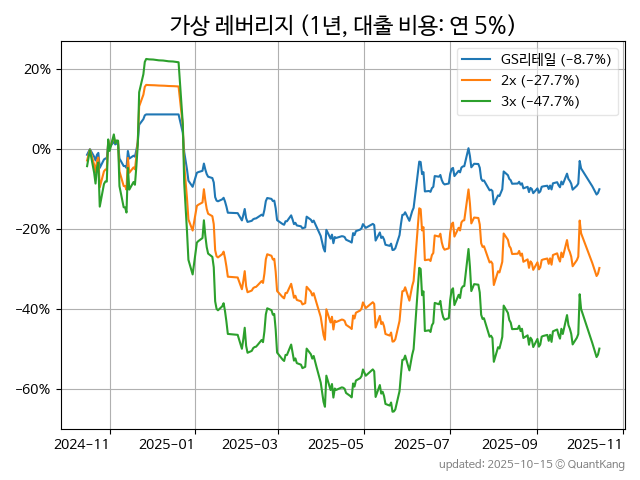 가상 레버리지 (1년, 대출 비용: 연 5%)
GS리테일 (−8.7%)
2x (−27.7%)
3x (−47.7%)
20%
0%
−20%
−40%
−60%
2024-11 2025-01 2025-03 2025-05 2025-07 2025-09 2025-11
updated: 2025-10-15 © QuantKang